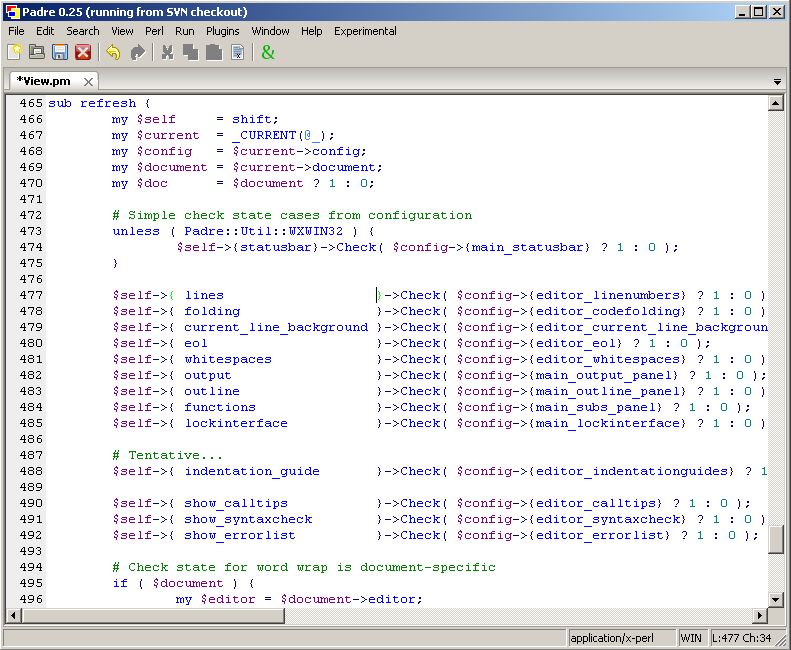 Padre 0.25 (running from SVN checkout)
File Edit Search View Perl Run Plugins Window Help Experimental
*View.pm
465 sub refresh {
466         my $self     = shift;
467         my $current  = _CURRENT(@_);
468         my $config   = $current->config;
469         my $document = $current->document;
470         my $doc      = $document ? 1 : 0;
471
472         # Simple check state cases from configuration
473         unless ( Padre::Util::WXWIN32 ) {
474                 $self->{statusbar}->Check( $config->{main_statusbar} ? 1 : 0 );
475         }
476
477         $self->{ lines                   }->Check( $config->{editor_linenumbers} ? 1 : 0 )
478         $self->{ folding                 }->Check( $config->{editor_codefolding} ? 1 : 0 )
479         $self->{ current_line_background }->Check( $config->{editor_current_line_backgroun
480         $self->{ eol                     }->Check( $config->{editor_eol} ? 1 : 0 );
481         $self->{ whitespaces             }->Check( $config->{editor_whitespaces} ? 1 : 0 )
482         $self->{ output                  }->Check( $config->{main_output_panel} ? 1 : 0 );
483         $self->{ outline                 }->Check( $config->{main_outline_panel} ? 1 : 0 )
484         $self->{ functions               }->Check( $config->{main_subs_panel} ? 1 : 0 );
485         $self->{ lockinterface           }->Check( $config->{main_lockinterface} ? 1 : 0 )
486
487         # Tentative...
488         $self->{ indentation_guide       }->Check( $config->{editor_indentationguides} ? 1
489
490         $self->{ show_calltips           }->Check( $config->{editor_calltips} ? 1 : 0 );
491         $self->{ show_syntaxcheck        }->Check( $config->{editor_syntaxcheck} ? 1 : 0 )
492         $self->{ show_errorlist          }->Check( $config->{editor_errorlist} ? 1 : 0 );
493
494         # Check state for word wrap is document-specific
495         if ( $document ) {
496                 my $editor = $document->editor;
application/x-perl WIN L:477 Ch:34